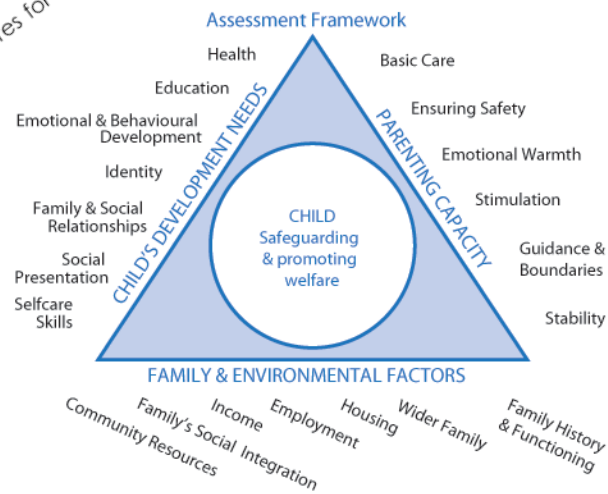 es for
Assessment Framework
Health
Education
Emotional & Behavioural
Development
Identity
Family & Social
Relationships
Social
Presentation
Selfcare
Skills
CHILD'S DEVELOPMENT NEEDS
CHILD
Safeguarding
& promoting
welfare
PARENTING CAPACITY
Basic Care
Ensuring Safety
Emotional Warmth
Stimulation
Guidance &
Boundaries
Stability
FAMILY & ENVIRONMENTAL FACTORS
Community Resources
Family's Social Integration
Income
Employment
Housing
Wider Family
Family History
& Functioning